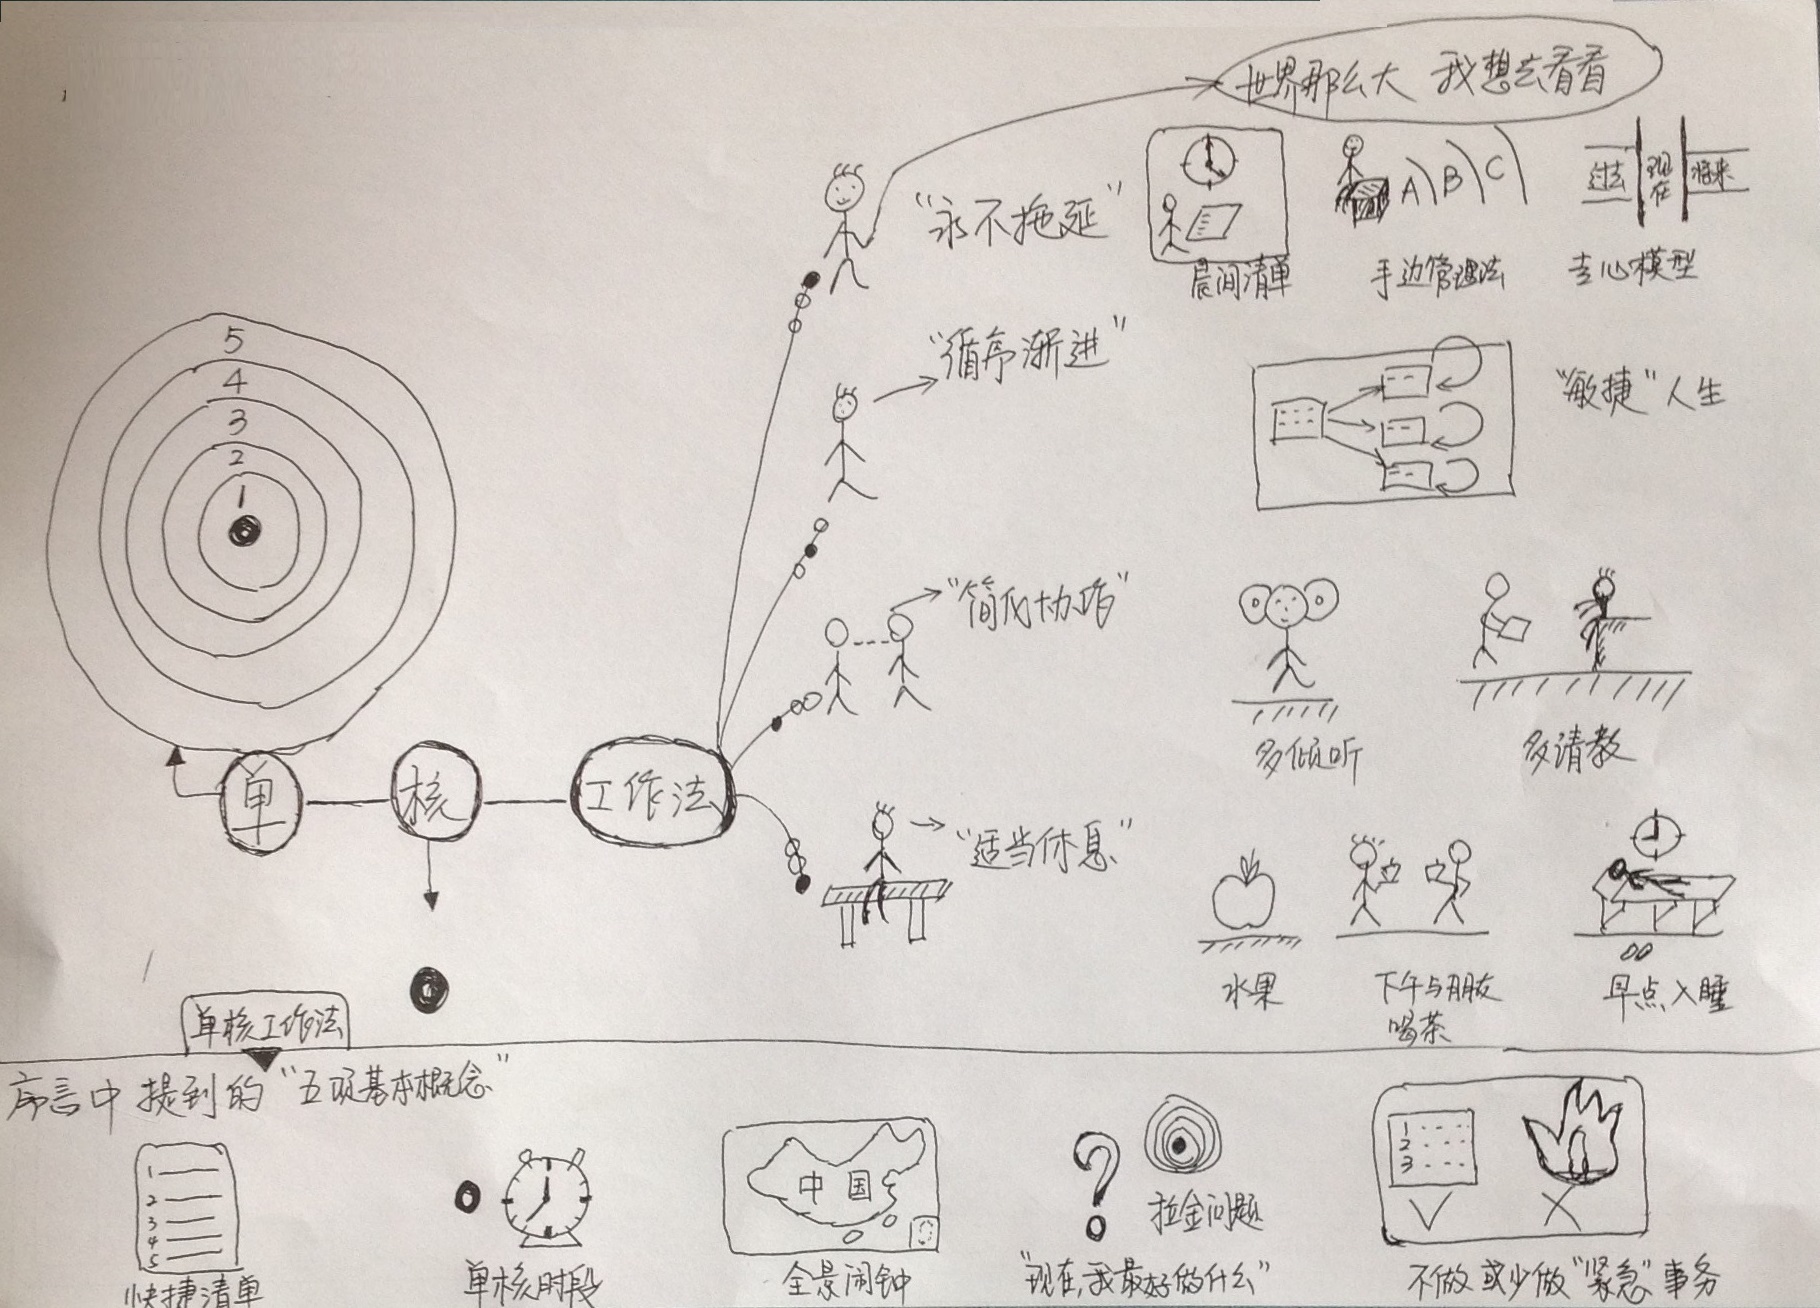 世界那么大 我想去看看
“永不拖延”
A B C
过去 现在 将来
晨间清单
手边管理法
专心模型
“循序渐进”
“敏捷”人生
5
4
3
2
1
“简化协作”
多倾听
多请教
单 核 工作法
“适当休息”
水果
下午与朋友
喝茶
早点入睡
单核工作法
序言中提到的“五项基本概念”
1
2
3
4
5
快捷清单
单核时段
中国
全景闹钟
拉金问题
“现在,我最好做什么”
1
2
3
不做或少做“紧急”事务